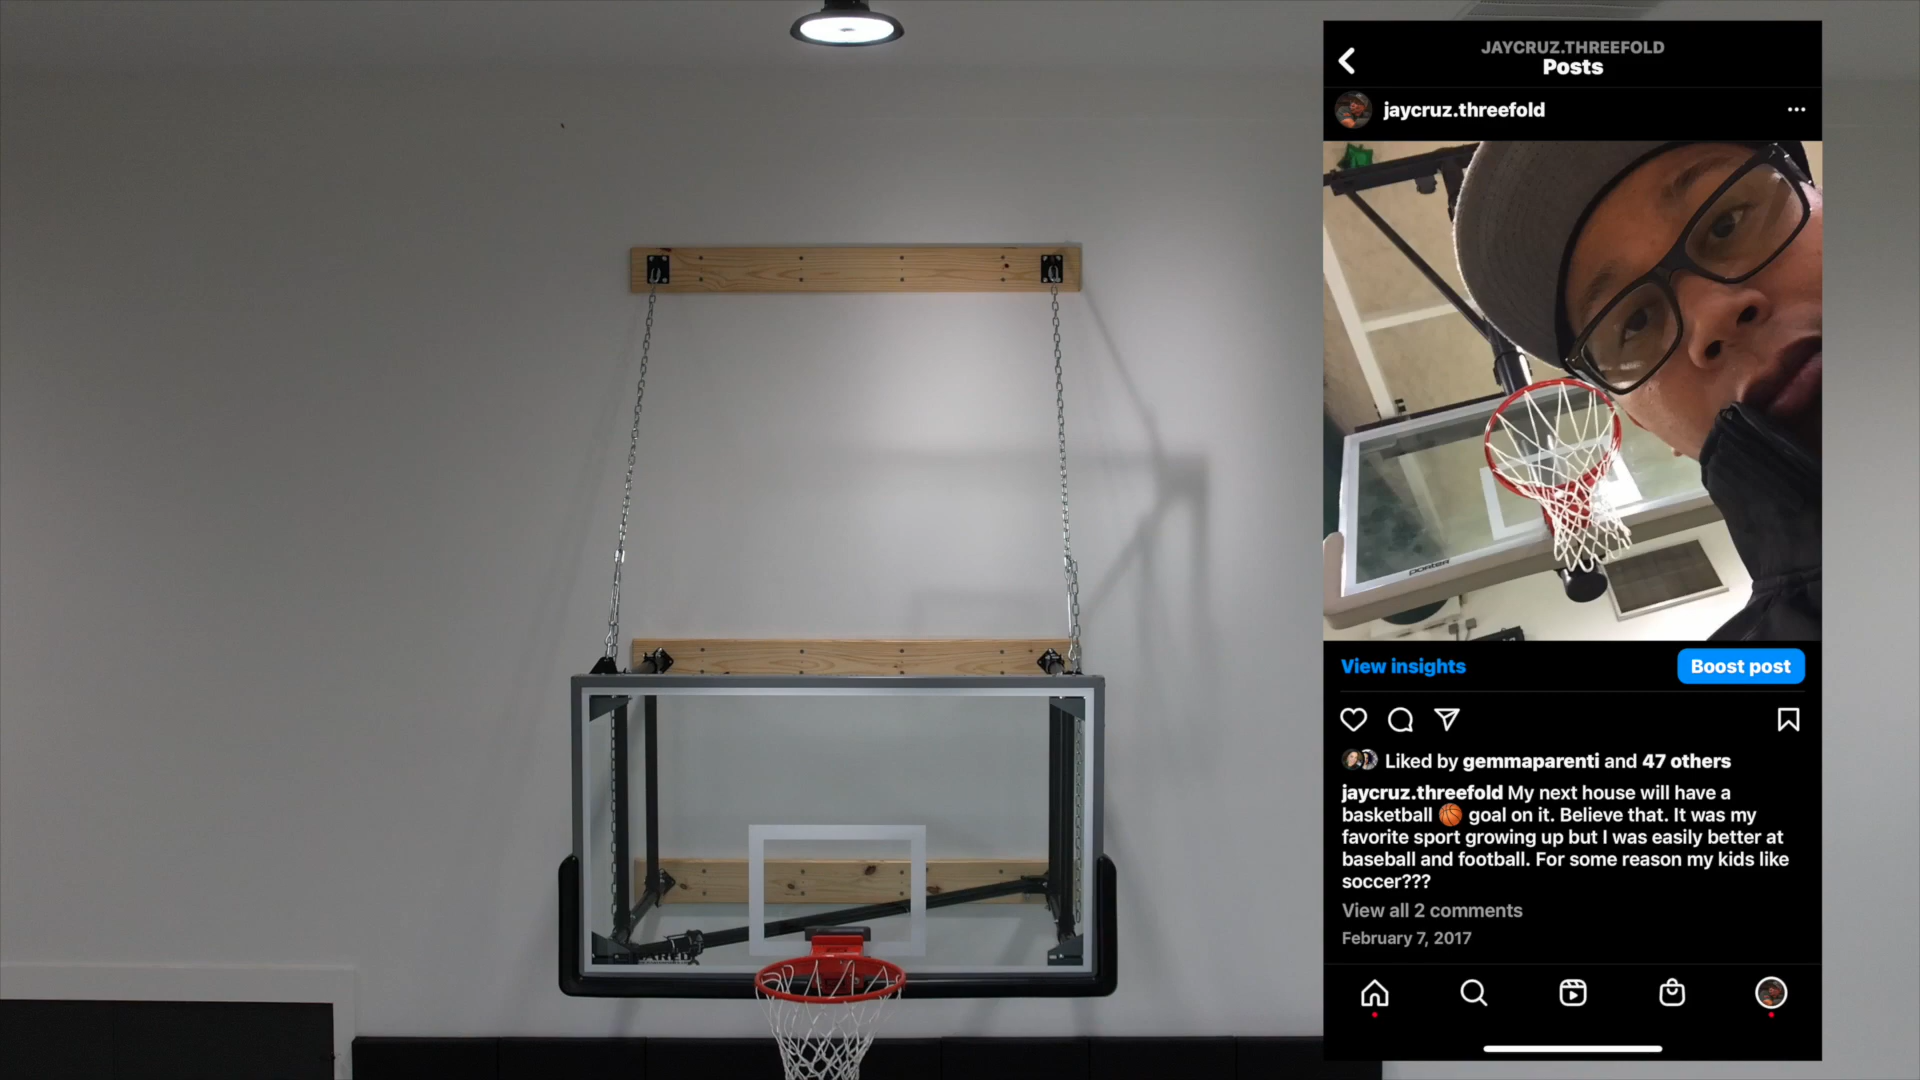 JAYCRUZ.THREEFOLD
Posts
jaycruz.threefold
porter
View insights
Boost post
Liked by gemmaparenti and 47 others
jaycruz.threefold My next house will have a
basketball 🏀 goal on it. Believe that. It was my
favorite sport growing up but I was easily better at
baseball and football. For some reason my kids like
soccer???
View all 2 comments
February 7, 2017